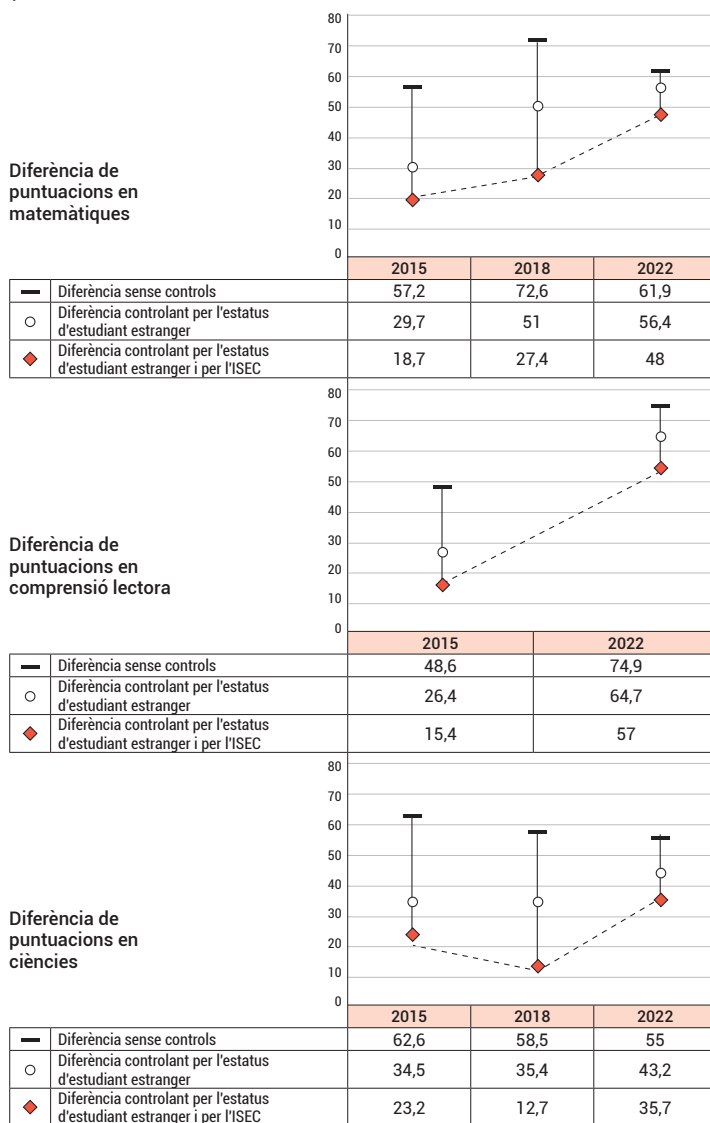 80
70
60
50
40
30
20
10
0
Diferència de
puntuacions en
matemàtiques
2015 2018 2022
Diferència sense controls 57,2 72,6 61,9
Diferència controlant per l'estatus
d'estudiant estranger 29,7 51 56,4
Diferència controlant per l'estatus
d'estudiant estranger i per l'ISEC 18,7 27,4 48
80
70
60
50
40
30
20
10
0
Diferència de
puntuacions en
comprensió lectora
2015 2022
Diferència sense controls 48,6 74,9
Diferència controlant per l'estatus
d'estudiant estranger 26,4 64,7
Diferència controlant per l'estatus
d'estudiant estranger i per l'ISEC 15,4 57
80
70
60
50
40
30
20
10
0
Diferència de
puntuacions en
ciències
2015 2018 2022
Diferència sense controls 62,6 58,5 55
Diferència controlant per l'estatus
d'estudiant estranger 34,5 35,4 43,2
Diferència controlant per l'estatus
d'estudiant estranger i per l'ISEC 23,2 12,7 35,7